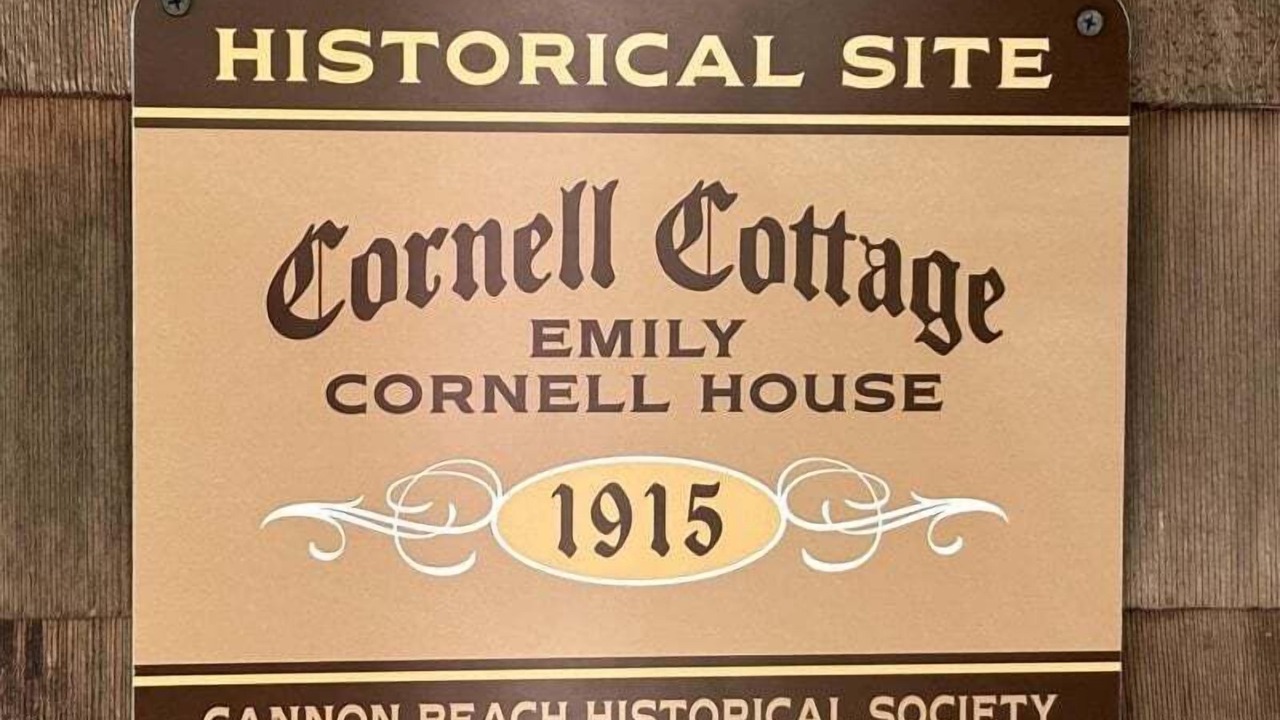 HISTORICAL SITE
Cornell Cottage
EMILY
CORNELL HOUSE
1915
CANNON BEACH HISTORICAL SOCIETY